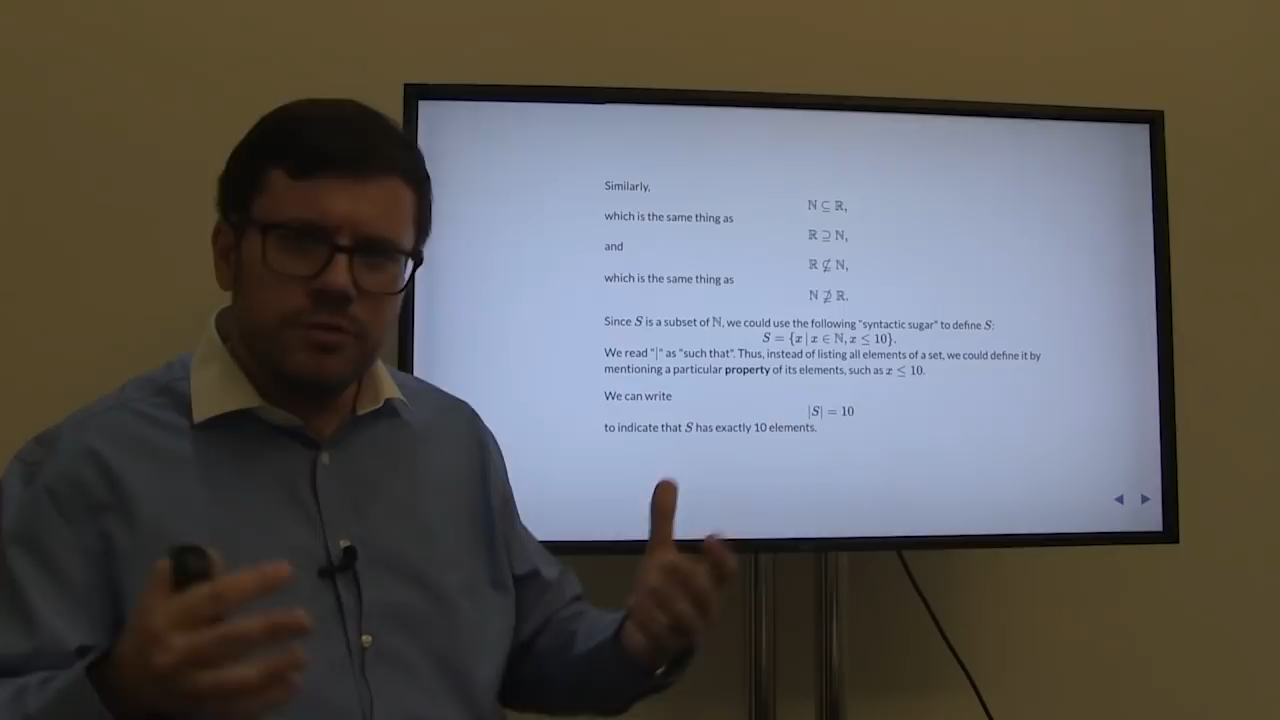 Similarly,
ℕ ⊆ ℝ,
which is the same thing as
ℝ ⊇ ℕ,
and
ℝ ⊈ ℕ,
which is the same thing as
ℕ ⊉ ℝ.
Since S is a subset of ℕ, we could use the following "syntactic sugar" to define S:
S = {x | x ∈ ℕ, x ≤ 10}.
We read "|" as "such that". Thus, instead of listing all elements of a set, we could define it by
mentioning a particular property of its elements, such as x ≤ 10.
We can write
|S| = 10
to indicate that S has exactly 10 elements.